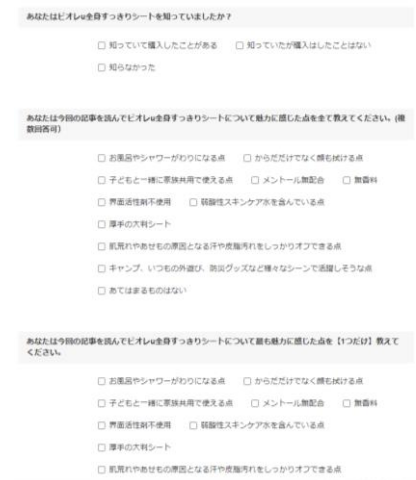 あなたはビオレu全身すっきりシートを知っていましたか？
知っていて購入したことがある 知っていたが購入はしたことはない
知らなかった
あなたは今回の記事を読んでビオレu全身すっきりシートについて魅力に感じた点を全て教えてください。(複
数回答可)
お風呂やシャワーがわりになる点 からだだけでなく顔も拭ける点
子どもと一緒に家族共用で使える点 メントール無配合 無香料
界面活性剤不使用 弱酸性スキンケア水を含んでいる点
厚手の大判シート
肌荒れやあせもの原因となる汗や皮脂汚れをしっかりオフできる点
キャンプ、いつもの外遊び、防災グッズなど様々なシーンで活躍しそうな点
あてはまるものはない
あなたは今回の記事を読んでビオレu全身すっきりシートについて最も魅力に感じた点を【1つだけ】教えて
ください。
お風呂やシャワーがわりになる点 からだだけでなく顔も拭ける点
子どもと一緒に家族共用で使える点 メントール無配合 無香料
界面活性剤不使用 弱酸性スキンケア水を含んでいる点
厚手の大判シート
肌荒れやあせもの原因となる汗や皮脂汚れをしっかりオフできる点